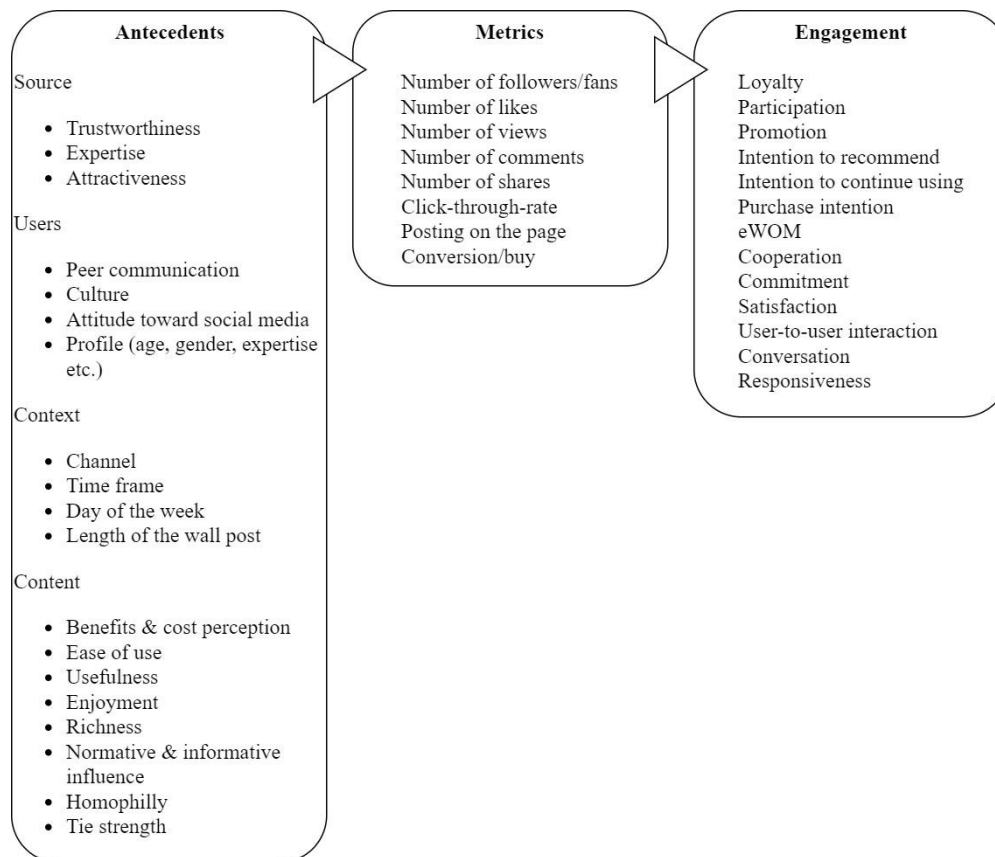 Antecedents
Source
• Trustworthiness
• Expertise
• Attractiveness
Users
• Peer communication
• Culture
• Attitude toward social media
• Profile (age, gender, expertise
etc.)
Context
• Channel
• Time frame
• Day of the week
• Length of the wall post
Content
• Benefits & cost perception
• Ease of use
• Usefulness
• Enjoyment
• Richness
• Normative & informative
influence
• Homophilly
• Tie strength
Metrics
Number of followers/fans
Number of likes
Number of views
Number of comments
Number of shares
Click-through-rate
Posting on the page
Conversion/buy
Engagement
Loyalty
Participation
Promotion
Intention to recommend
Intention to continue using
Purchase intention
eWOM
Cooperation
Commitment
Satisfaction
User-to-user interaction
Conversation
Responsiveness